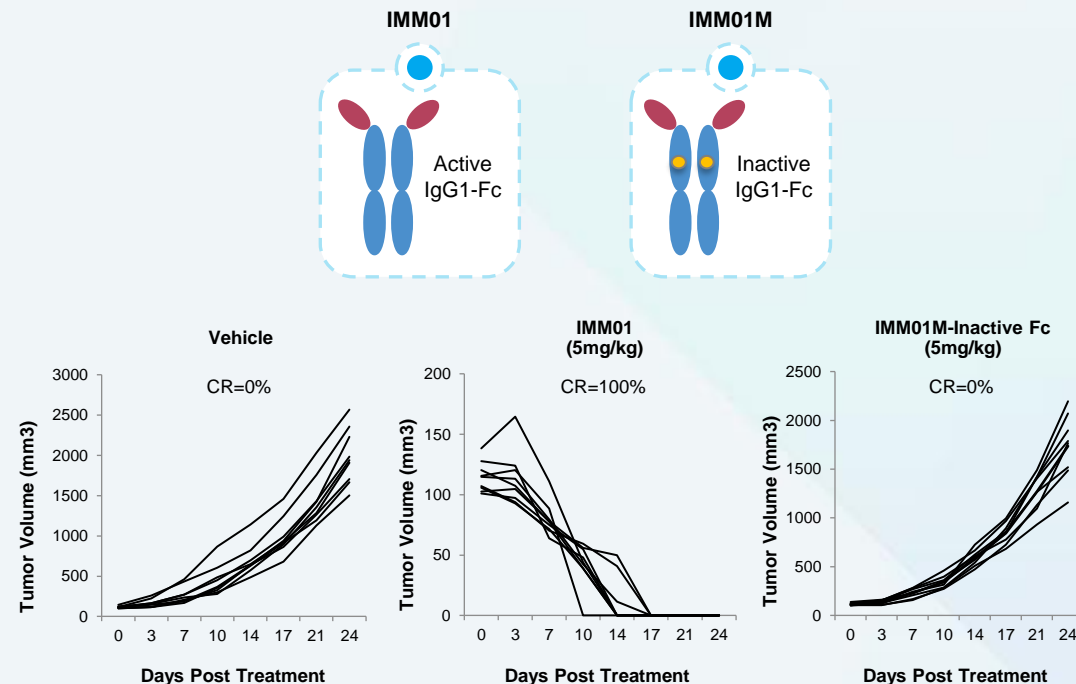 IMM01
IMM01M
Active
IgG1-Fc
Inactive
IgG1-Fc
Vehicle
CR=0%
Tumor Volume (mm3)
3000
2500
2000
1500
1000
500
0
0 3 7 10 14 17 21 24
Days Post Treatment
IMM01
(5mg/kg)
CR=100%
Tumor Volume (mm3)
200
150
100
50
0
0 3 7 10 14 17 21 24
Days Post Treatment
IMM01M-Inactive Fc
(5mg/kg)
CR=0%
Tumor Volume (mm3)
2500
2000
1500
1000
500
0
0 3 7 10 14 17 21 24
Days Post Treatment